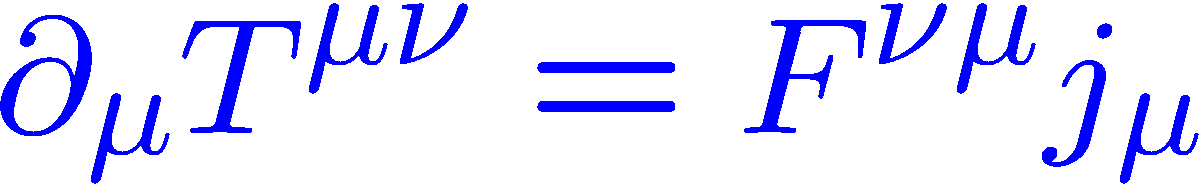 ∂_μ T^{μν} = F^{νμ} j_μ